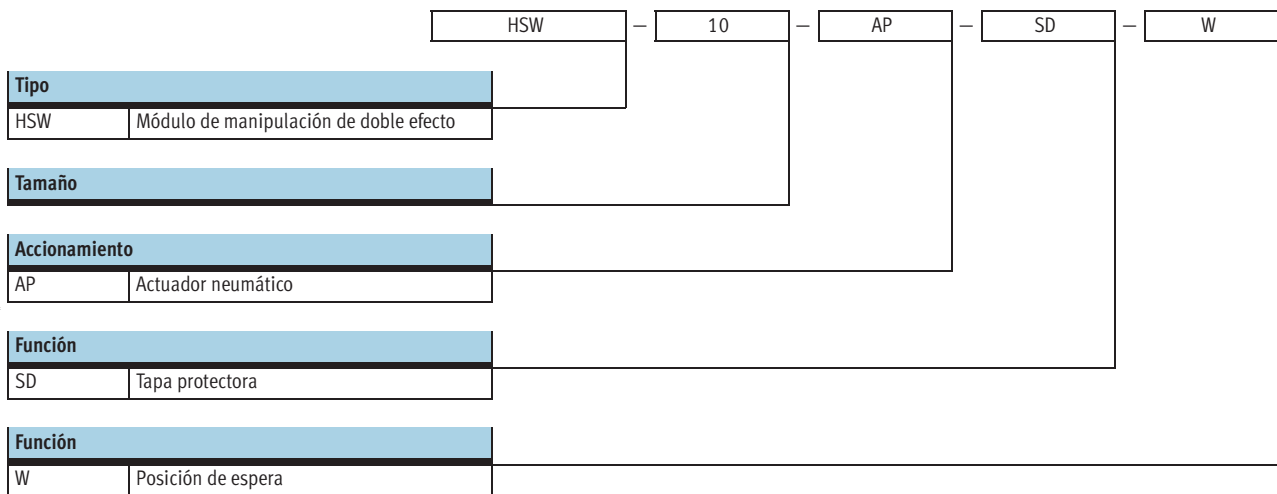 HSW – 10 – AP – SD – W
Tipo
HSW Módulo de manipulación de doble efecto
Tamaño
Accionamiento
AP Actuador neumático
Función
SD Tapa protectora
Función
W Posición de espera